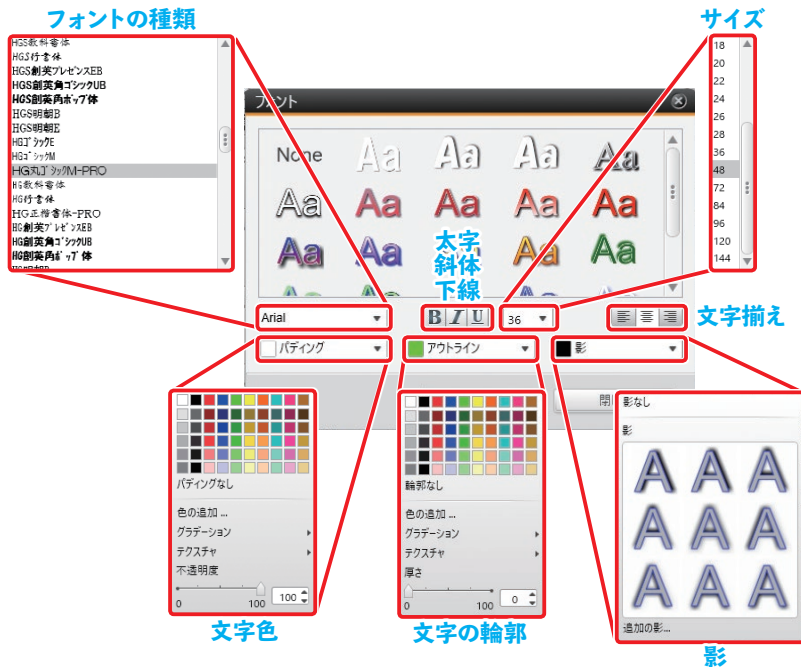 フォントの種類
サイズ
HGS教科書体
HGS行書体
HGS創英プレゼンスEB
HGS創英角ゴシックUB
HGS創英角ポップ体
HGS明朝B
HGS明朝E
HGゴシックE
HGゴシックM
HG丸ゴシックM-PRO
HG教科書体
HG行書体
HG正楷書体-PRO
HG創英プレゼンスEB
HG創英角ゴシックUB
HG創英角ポップ体
18
20
22
24
26
28
36
48
72
84
96
120
144
フォント
None Aa Aa Aa Aa
Aa Aa Aa Aa Aa
Aa Aa Aa Aa
太字
斜体
下線
Arial
B I U
36
文字揃え
パディング
アウトライン
影
閉
パディングなし
色の追加 ...
グラデーション
テクスチャ
不透明度
0 100 100
文字色
輪郭なし
色の追加 ...
グラデーション
テクスチャ
厚さ
0 100 0
文字の輪郭
影なし
影
A A A
A A A
A A A
追加の影...
影